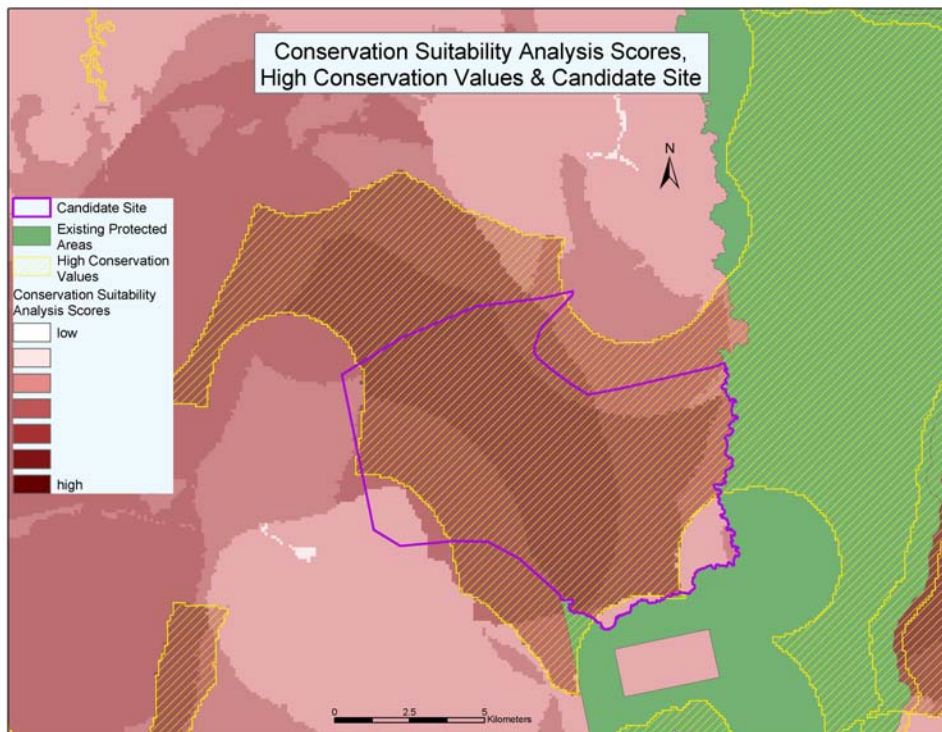 Conservation Suitability Analysis Scores,
High Conservation Values & Candidate Site
N
Candidate Site
Existing Protected
Areas
High Conservation
Values
Conservation Suitability
Analysis Scores
low
high
0 2.5 5
Kilometers